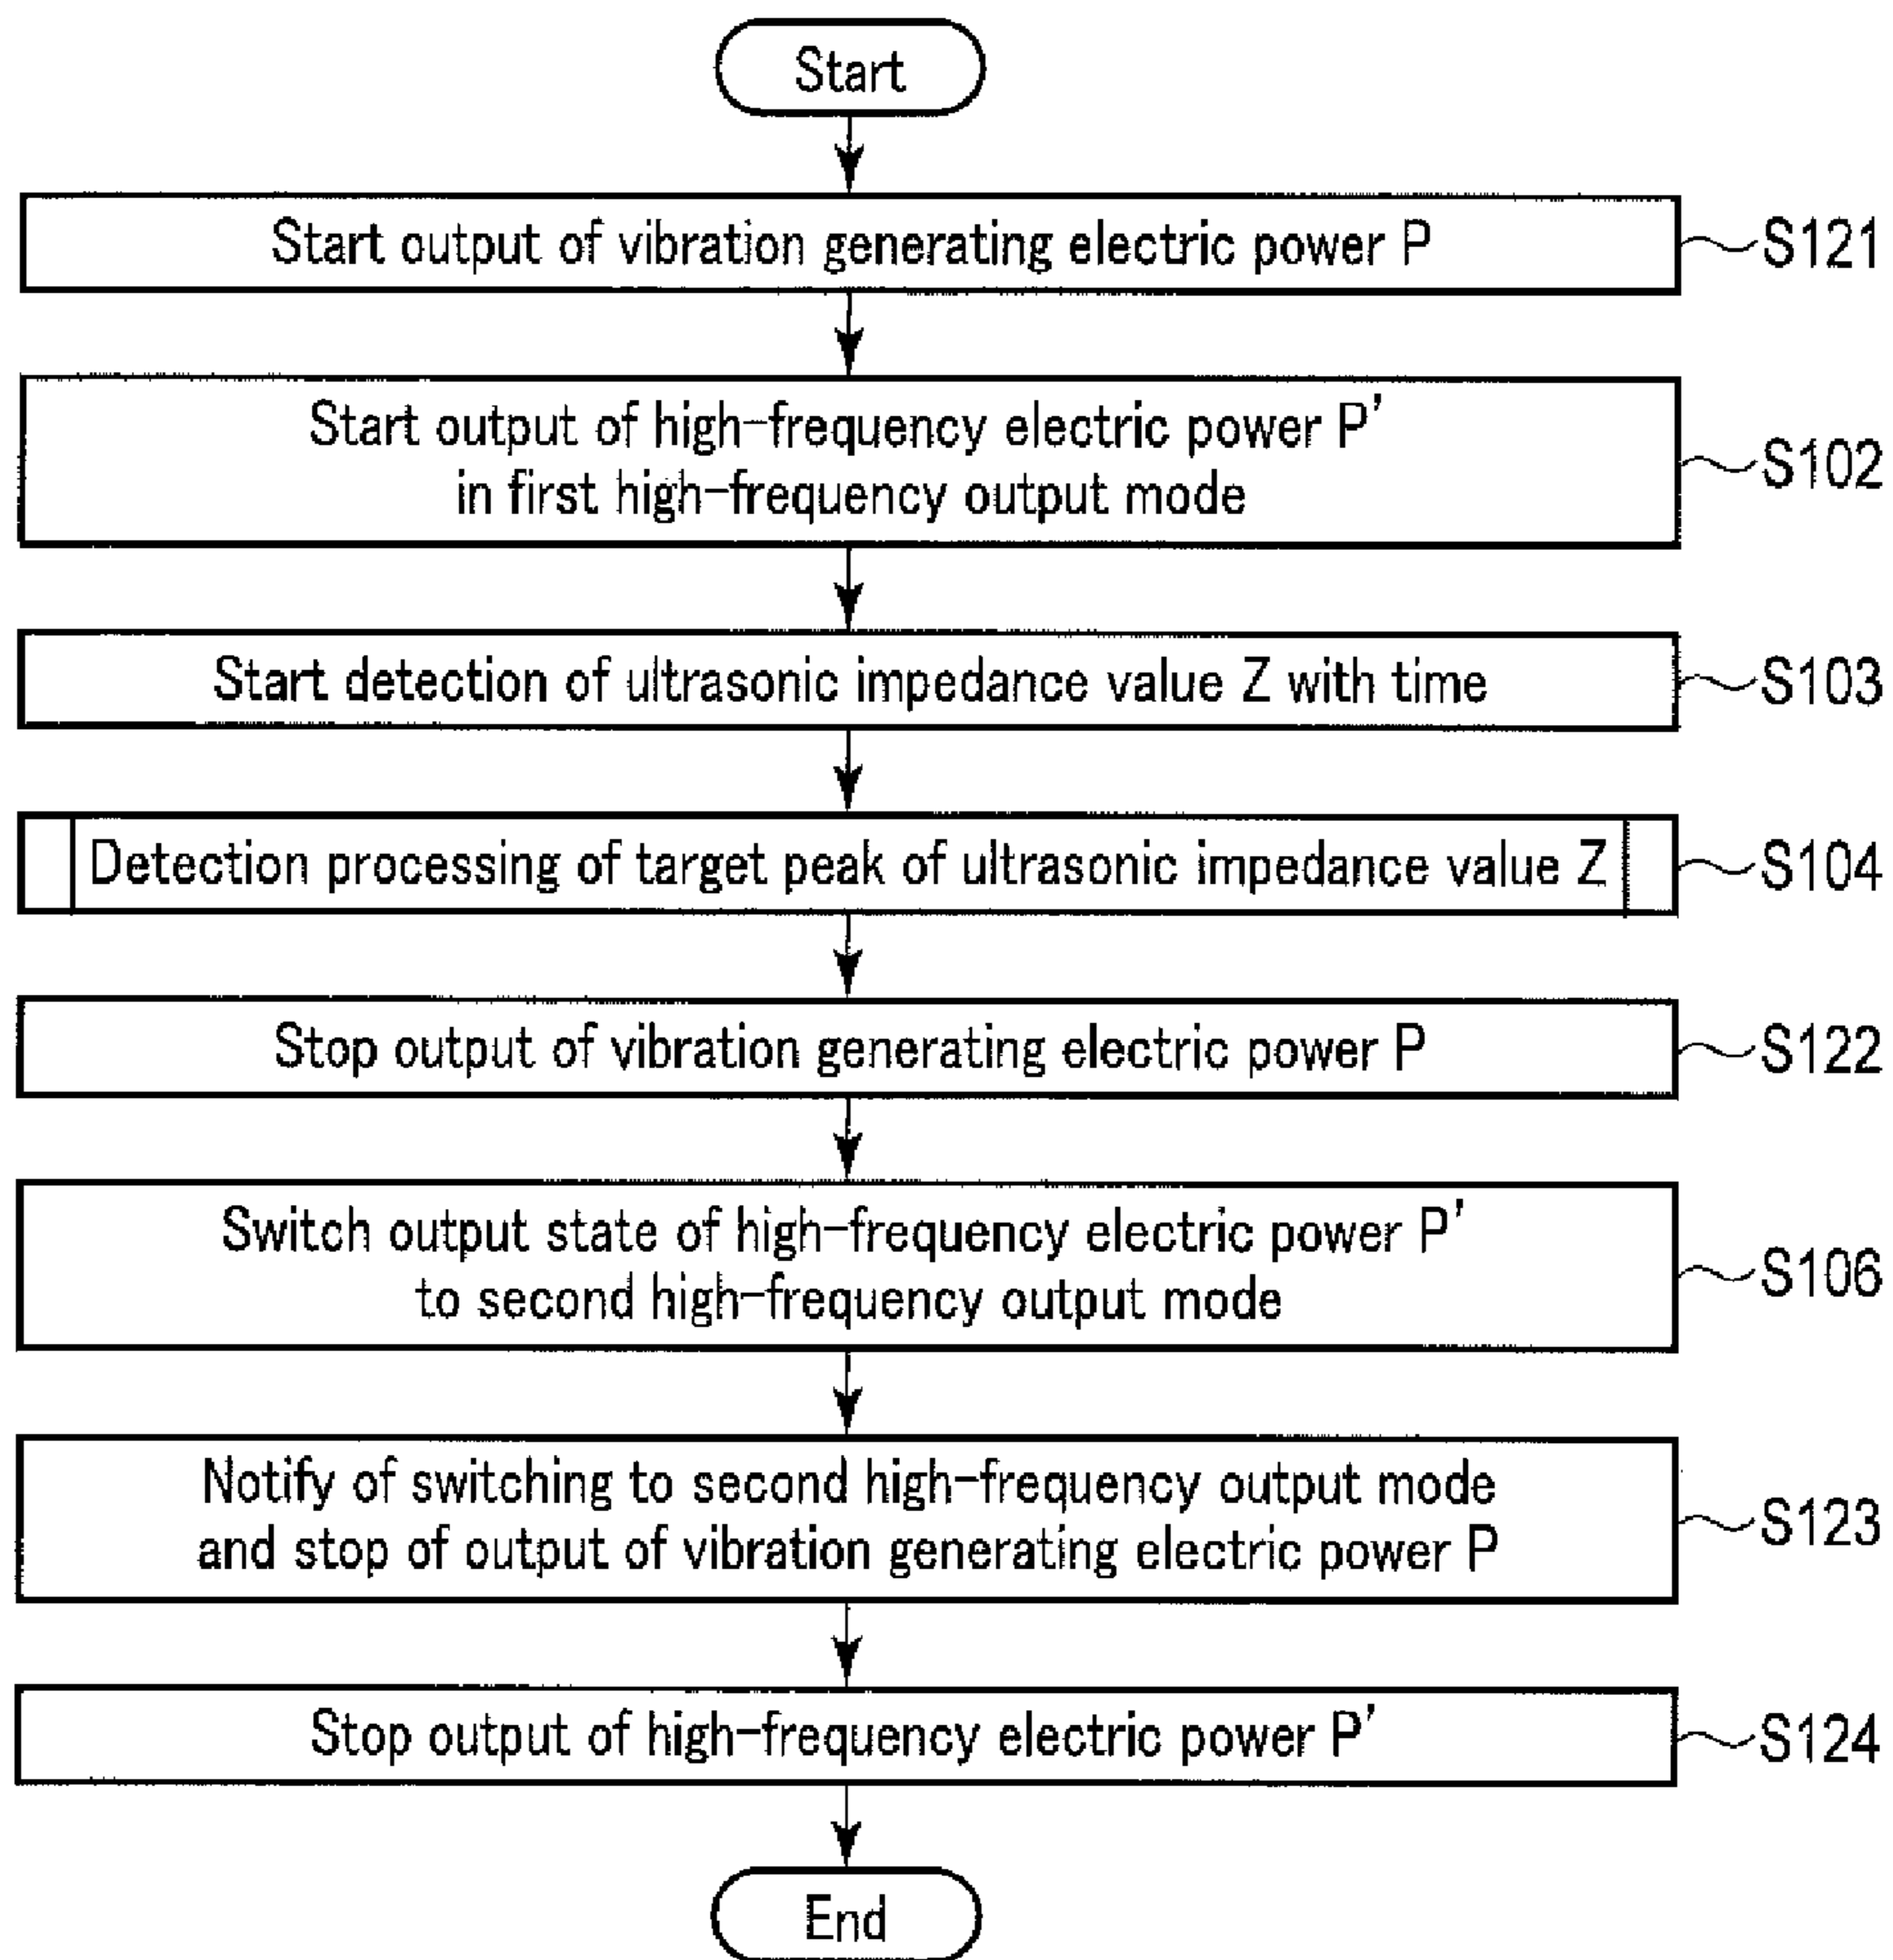 Start
Start output of vibration generating electric power P
S121
Start output of high-frequency electric power P'
in first high-frequency output mode
S102
Start detection of ultrasonic impedance value Z with time
S103
Detection processing of target peak of ultrasonic impedance value Z
S104
Stop output of vibration generating electric power P
S122
Switch output state of high-frequency electric power P'
to second high-frequency output mode
S106
Notify of switching to second high-frequency output mode
and stop of output of vibration generating electric power P
S123
Stop output of high-frequency electric power P'
S124
End